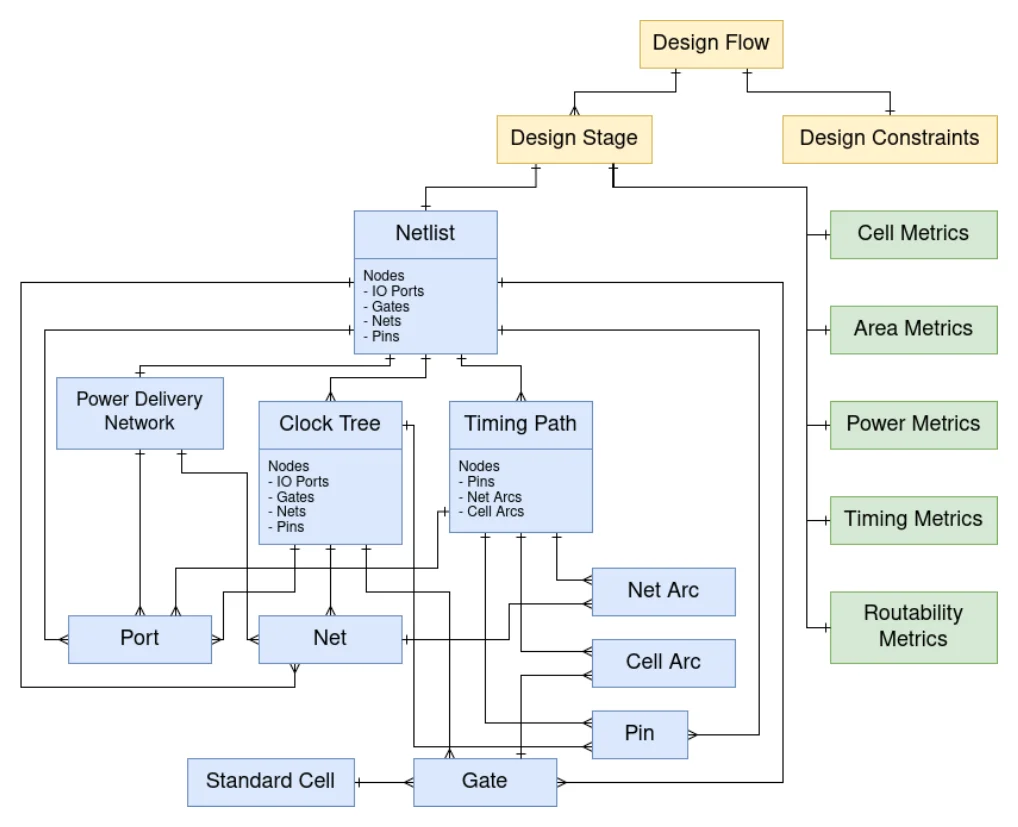 Design Flow
Design Stage
Design Constraints
Netlist
Nodes
- IO Ports
- Gates
- Nets
- Pins
Cell Metrics
Area Metrics
Power Delivery
Network
Clock Tree
Nodes
- IO Ports
- Gates
- Nets
- Pins
Timing Path
Nodes
- Pins
- Net Arcs
- Cell Arcs
Power Metrics
Timing Metrics
Net Arc
Routability
Metrics
Port
Net
Cell Arc
Pin
Standard Cell
Gate